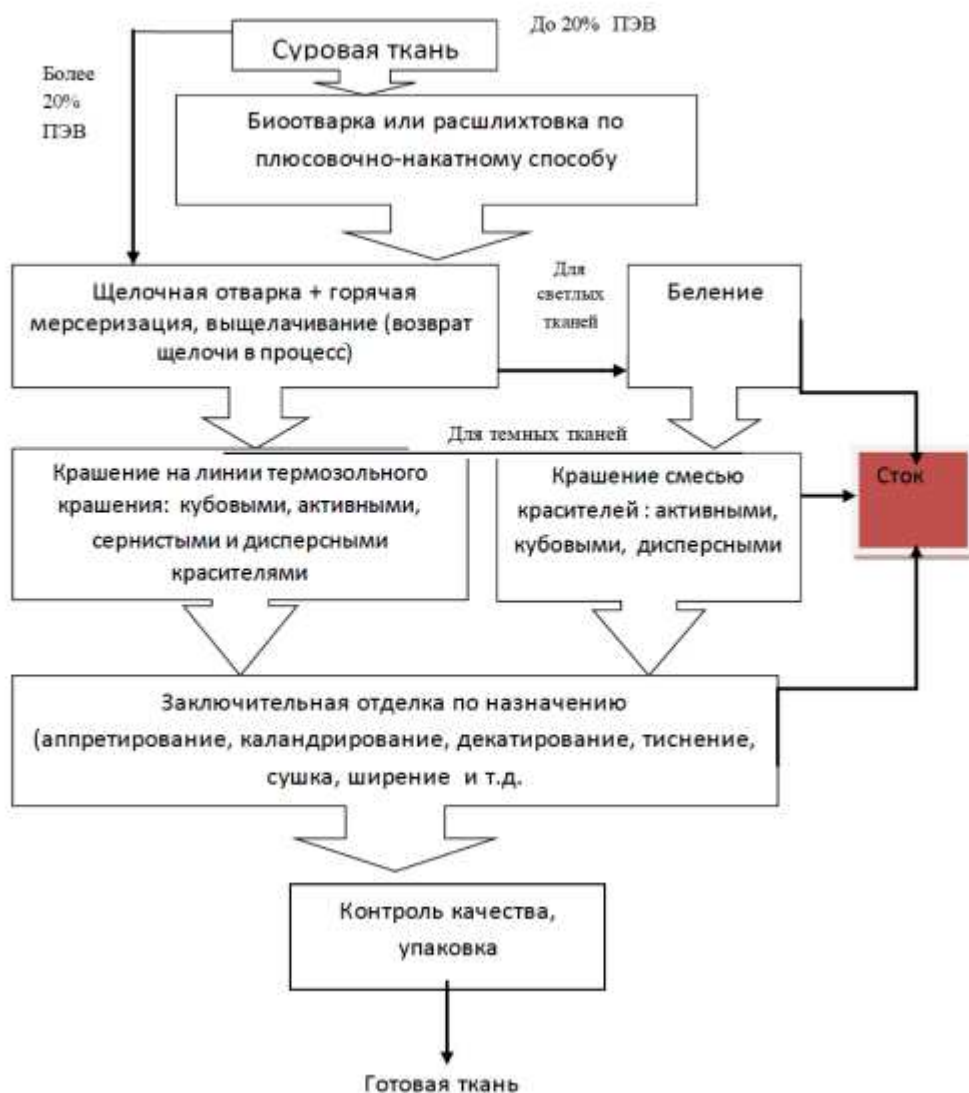 До 20% ПЭВ
Суровая ткань
Более
20%
ПЭВ
Биоотварка или расшлихтовка по
плюсовочно-накатному способу
Щелочная отварка + горячая
мерсеризация, выщелачивание (возврат
щелочи в процесс)
Для
светлых
тканей
Беление
Для темных тканей
Крашение на линии термозольного
крашения: кубовыми, активными,
сернистыми и дисперсными
красителями
Крашение смесью
красителей : активными,
кубовыми, дисперсными
Сток
Заключительная отделка по назначению
(аппретирование, каландрирование, декатирование, тиснение,
сушка, ширение и т.д.
Контроль качества,
упаковка
Готовая ткань